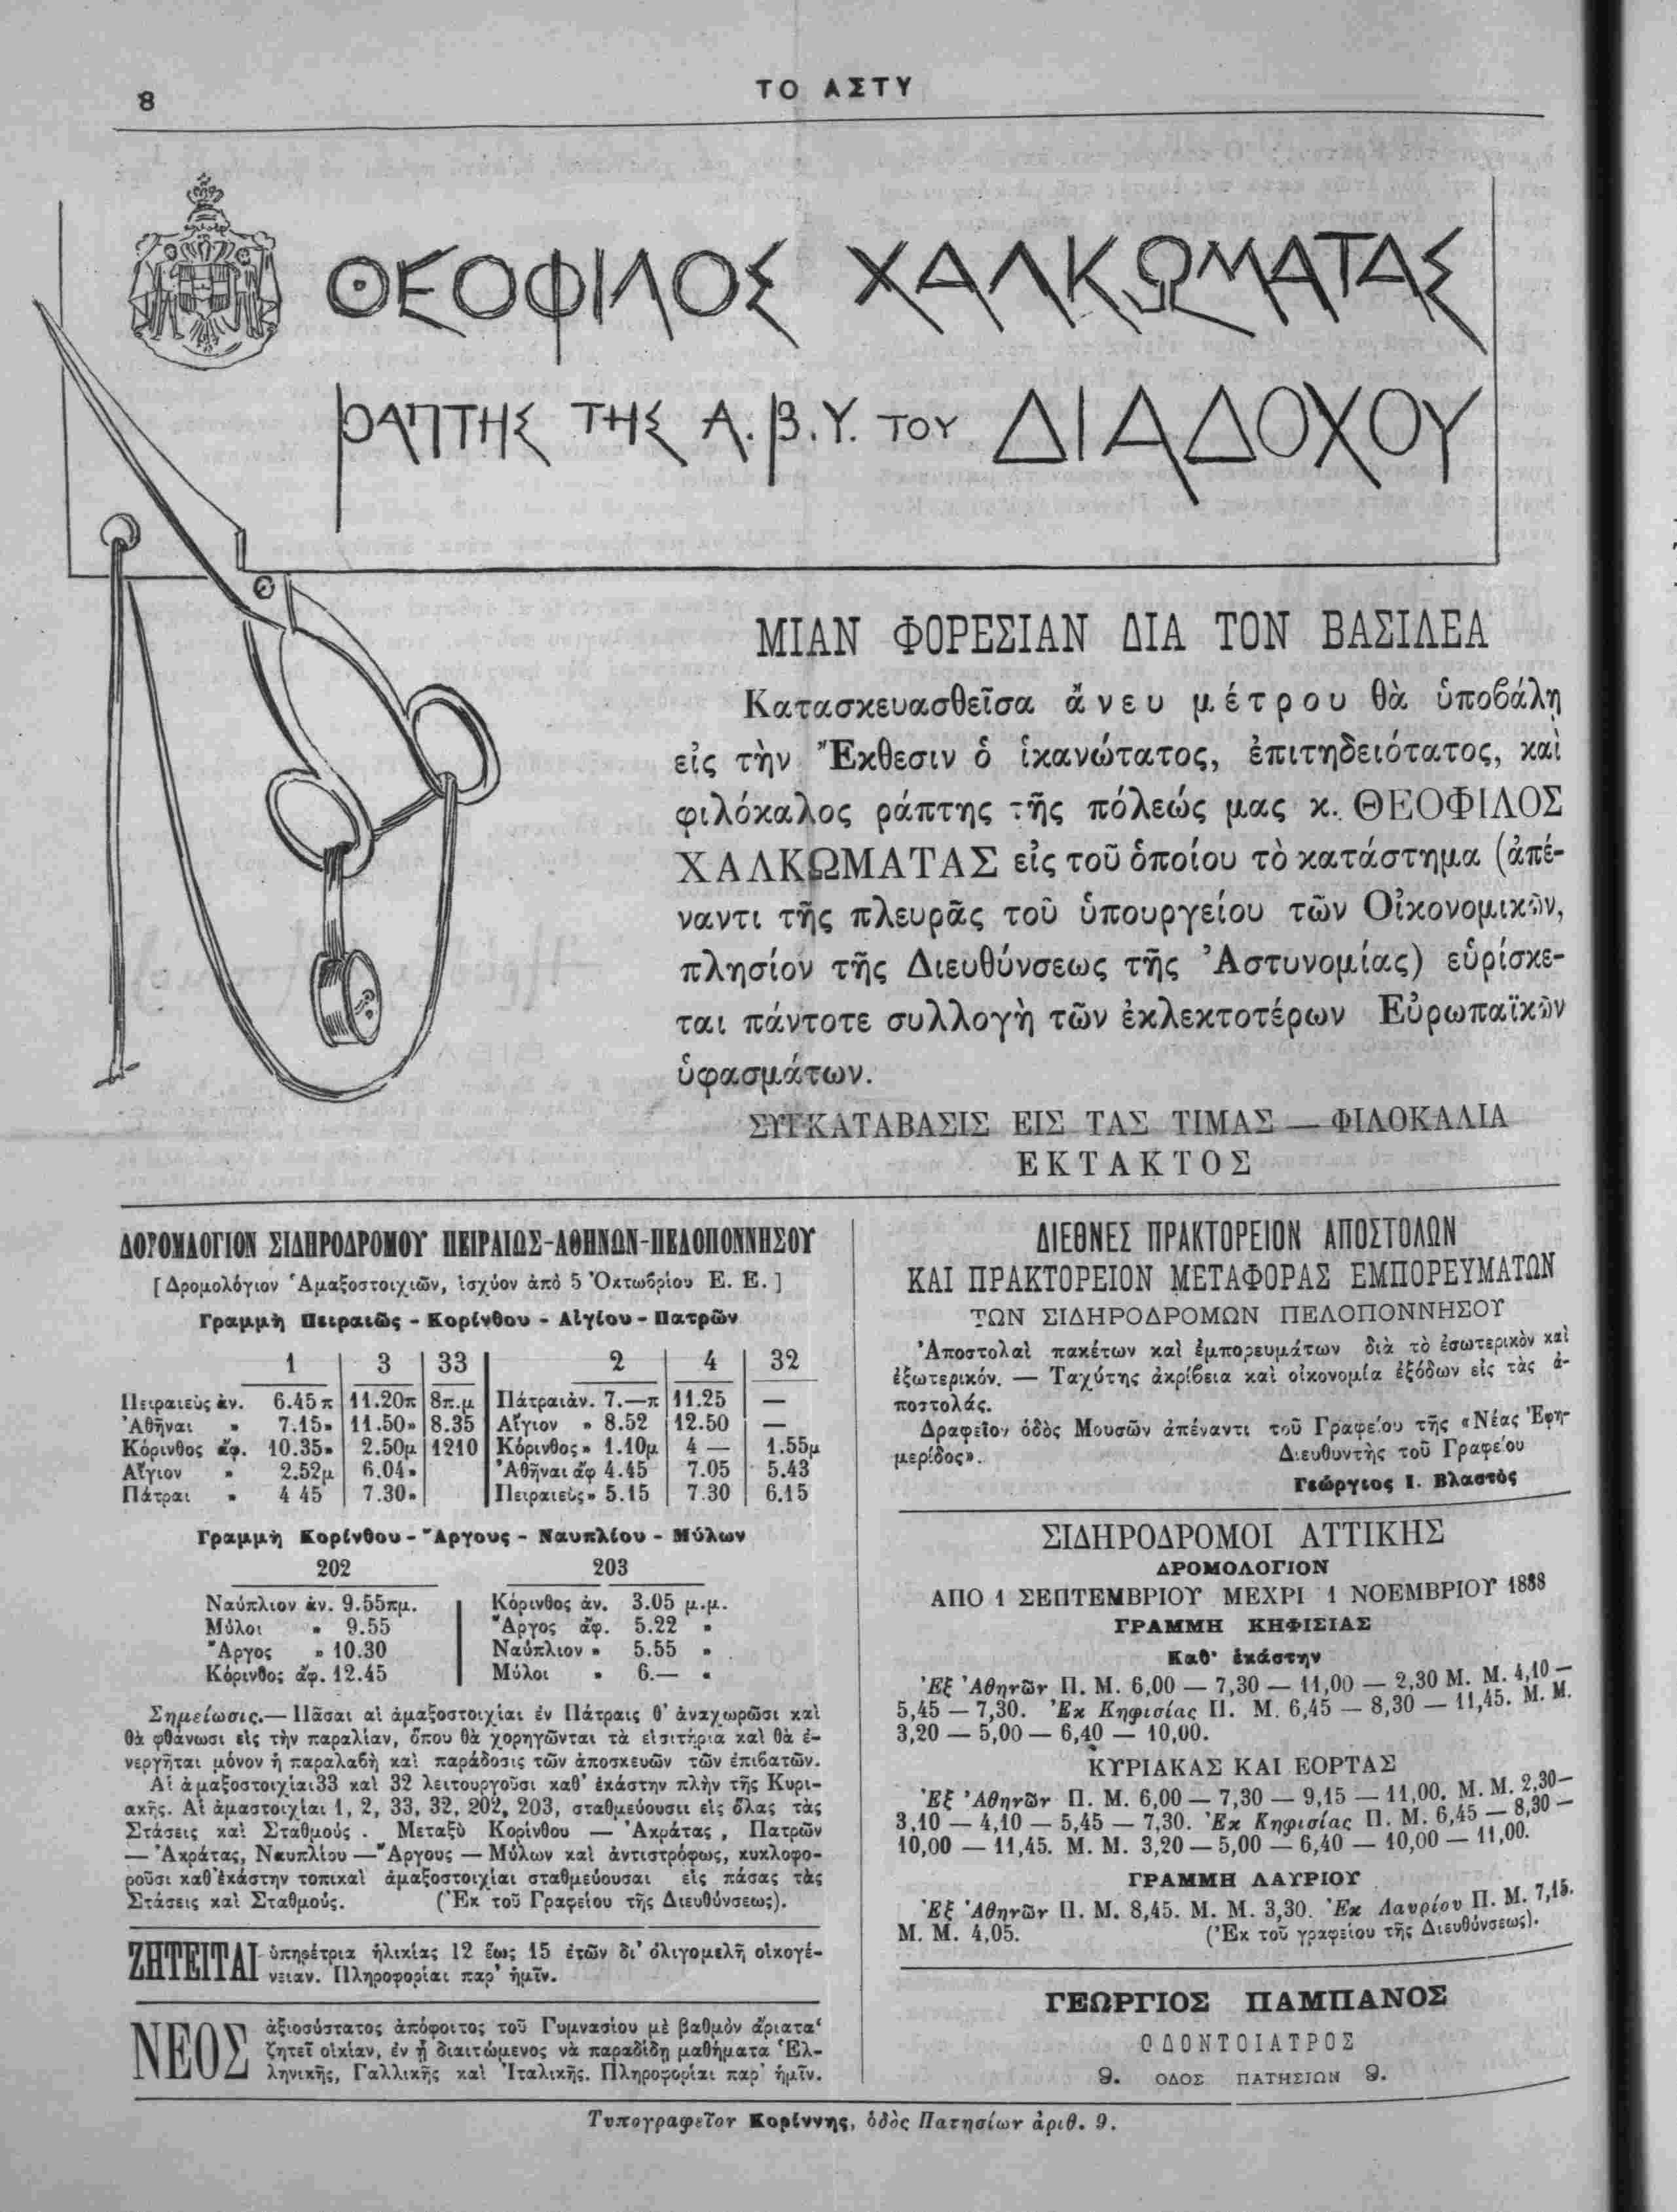 8
ΤΟ ΑΣΤΥ
ΘΕΟΦΙΛΟΣ ΧΑΛΚΩΜΑΤΑΣ
ΡΑΠΤΗΣ ΤΗΣ Α.Β.Υ. ΤΟΥ ΔΙΑΔΟΧΟΥ
ΜΙΑΝ ΦΟΡΕΣΙΑΝ ΔΙΑ ΤΟΝ ΒΑΣΙΛΕΑ
Κατασκευασθεῖσα ἄνευ μέτρου θὰ ὑποβάλῃ
εἰς τὴν Ἔκθεσιν ὁ ἱκανώτατος, ἐπιτηδειότατος, καὶ
φιλόκαλος ράπτης τῆς πόλεώς μας κ. ΘΕΟΦΙΛΟΣ
ΧΑΛΚΩΜΑΤΑΣ εἰς τοῦ ὁποίου τὸ κατάστημα (ἀπέ-
ναντι τῆς πλευρᾶς τοῦ ὑπουργείου τῶν Οἰκονομικῶν,
πλησίον τῆς Διευθύνσεως τῆς Ἀστυνομίας) εὑρίσκε-
ται πάντοτε συλλογὴ τῶν ἐκλεκτοτέρων Εὐρωπαϊκῶν
ὑφασμάτων.
ΣΥΓΚΑΤΑΒΑΣΙΣ ΕΙΣ ΤΑΣ ΤΙΜΑΣ — ΦΙΛΟΚΑΛΙΑ
ΕΚΤΑΚΤΟΣ
ΔΟΡΟΜΑΟΓΙΟΝ ΣΙΔΗΡΟΔΡΟΜΟΥ ΠΕΙΡΑΙΩΣ-ΑΘΗΝΩΝ-ΠΕΛΟΠΟΝΝΗΣΟΥ
[Δρομολόγιον Ἁμαξοστοιχιῶν, ἰσχύον ἀπὸ 5 Ὀκτωβρίου Ε. Ε.]
Γραμμὴ Πειραιῶς - Κορίνθου - Αἰγίου - Πατρῶν
1 3 33 2 4 32
Πειραιεὺς ἀν. 6.45π 11.20π 8π.μ Πάτραι ἀν. 7.—π 11.25 —
Ἀθῆναι » 7.15» 11.50» 8.35 Αἴγιον » 8.52 12.50 —
Κόρινθος ἀφ. 10.35» 2.50μ 1210 Κόρινθος» 1.10μ 4 — 1.55μ
Αἴγιον » 2.52μ 6.04» Ἀθῆναι ἀφ 4.45 7.05 5.43
Πάτραι » 4 45 7.30» Πειραιεὺς» 5.15 7.30 6.15
Γραμμὴ Κορίνθου - Ἄργους - Ναυπλίου - Μύλων
202 203
Ναύπλιον ἀν. 9.55πμ. Κόρινθος ἀν. 3.05 μ.μ.
Μύλοι » 9.55 Ἄργος ἀφ. 5.22 »
Ἄργος » 10.30 Ναύπλιον » 5.55 »
Κόρινθος ἀφ. 12.45 Μύλοι » 6.— »
Σημείωσις.— Πᾶσαι αἱ ἁμαξοστοιχίαι ἐν Πάτραις θ' ἀναχωρῶσι καὶ
θὰ φθάνωσι εἰς τὴν παραλίαν, ὅπου θὰ χορηγῶνται τὰ εἰσιτήρια καὶ θὰ ἐ-
νεργῆται μόνον ἡ παραλαβὴ καὶ παράδοσις τῶν ἀποσκευῶν τῶν ἐπιβατῶν.
Αἱ ἁμαξοστοιχίαι 33 καὶ 32 λειτουργοῦσι καθ' ἑκάστην πλὴν τῆς Κυρι-
ακῆς. Αἱ ἁμαστοιχίαι 1, 2, 33, 32, 202, 203, σταθμεύουσιι εἰς ὅλας τὰς
Στάσεις καὶ Σταθμούς. Μεταξὺ Κορίνθου — Ἀκράτας, Πατρῶν
— Ἀκράτας, Ναυπλίου — Ἄργους — Μύλων καὶ ἀντιστρόφως, κυκλοφο-
ροῦσι καθ' ἑκάστην τοπικαὶ ἁμαξοστοιχίαι σταθμεύουσαι εἰς πάσας τὰς
Στάσεις καὶ Σταθμούς. (Ἐκ τοῦ Γραφείου τῆς Διευθύνσεως).
ΖΗΤΕΙΤΑΙ ὑπηρέτρια ἡλικίας 12 ἕως 15 ἐτῶν δι' ὀλιγομελῆ οἰκογέ-
νειαν. Πληροφορίαι παρ' ἡμῖν.
ΝΕΟΣ ἀξιοσύστατος ἀπόφοιτος τοῦ Γυμνασίου μὲ βαθμὸν ἄριατα'
ζητεῖ οἰκίαν, ἐν ᾗ διαιτώμενος νὰ παραδίδῃ μαθήματα Ἑλ-
ληνικῆς, Γαλλικῆς καὶ Ἰταλικῆς. Πληροφορίαι παρ' ἡμῖν.
ΔΙΕΘΝΕΣ ΠΡΑΚΤΟΡΕΙΟΝ ΑΠΟΣΤΟΛΩΝ
ΚΑΙ ΠΡΑΚΤΟΡΕΙΟΝ ΜΕΤΑΦΟΡΑΣ ΕΜΠΟΡΕΥΜΑΤΩΝ
ΤΩΝ ΣΙΔΗΡΟΔΡΟΜΩΝ ΠΕΛΟΠΟΝΝΗΣΟΥ
Ἀποστολαὶ πακέτων καὶ ἐμπορευμάτων διὰ τὸ ἐσωτερικὸν καὶ
ἐξωτερικόν. — Ταχύτης ἀκρίβεια καὶ οἰκονομία ἐξόδων εἰς τὰς ἀ-
ποστολάς.
Δραφεῖον ὁδὸς Μουσῶν ἀπέναντι τοῦ Γραφείου τῆς «Νέας Ἐφη-
μερίδος». Διευθυντὴς τοῦ Γραφείου
Γεώργιος Ι. Βλαστὸς
ΣΙΔΗΡΟΔΡΟΜΟΙ ΑΤΤΙΚΗΣ
ΔΡΟΜΟΛΟΓΙΟΝ
ΑΠΟ 1 ΣΕΠΤΕΜΒΡΙΟΥ ΜΕΧΡΙ 1 ΝΟΕΜΒΡΙΟΥ 1888
ΓΡΑΜΜΗ ΚΗΦΙΣΙΑΣ
Καθ' ἑκάστην
Ἐξ Ἀθηνῶν Π. Μ. 6,00 — 7,30 — 11,00 — 2,30 Μ. Μ. 4,10 —
5,45 — 7,30. Ἐκ Κηφισίας Π. Μ. 6,45 — 8,30 — 11,45. Μ. Μ.
3,20 — 5,00 — 6,40 — 10,00.
ΚΥΡΙΑΚΑΣ ΚΑΙ ΕΟΡΤΑΣ
Ἐξ Ἀθηνῶν Π. Μ. 6,00 — 7,30 — 9,15 — 11,00. Μ. Μ. 2,30—
3,10 — 4,10 — 5,45 — 7,30. Ἐκ Κηφισίας Π. Μ. 6,45 — 8,30 —
10,00 — 11,45. Μ. Μ. 3,20 — 5,00 — 6,40 — 10,00 — 11,00.
ΓΡΑΜΜΗ ΛΑΥΡΙΟΥ
Ἐξ Ἀθηνῶν Π. Μ. 8,45. Μ. Μ. 3,30. Ἐκ Λαυρίου Π. Μ. 7,15.
Μ. Μ. 4,05. (Ἐκ τοῦ γραφείου τῆς Διευθύνσεως).
ΓΕΩΡΓΙΟΣ ΠΑΜΠΑΝΟΣ
ΟΔΟΝΤΟΙΑΤΡΟΣ
9. ΟΔΟΣ ΠΑΤΗΣΙΩΝ 9.
Τυπογραφεῖον Κορίννης, ὁδὸς Πατησίων ἀριθ. 9.